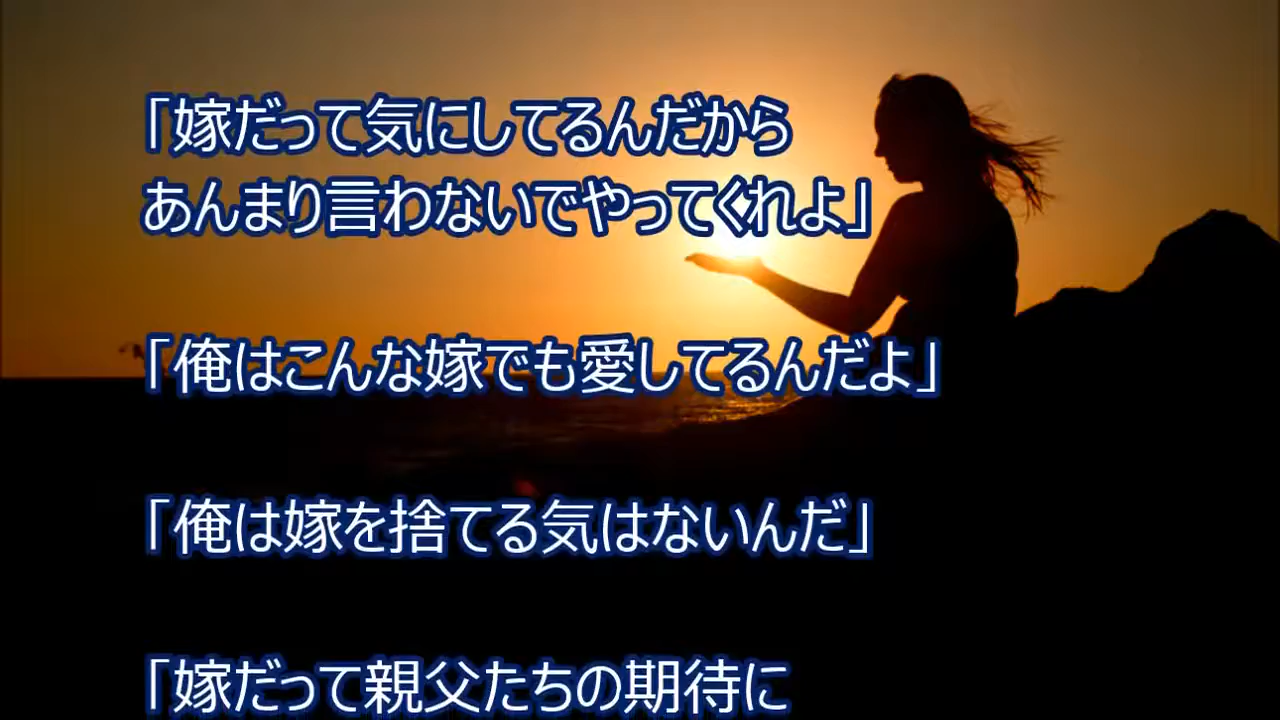 「嫁だって気にしてるんだから
あんまり言わないでやってくれよ」
「俺はこんな嫁でも愛してるんだよ」
「俺は嫁を捨てる気はないんだ」
「嫁だって親父たちの期待に